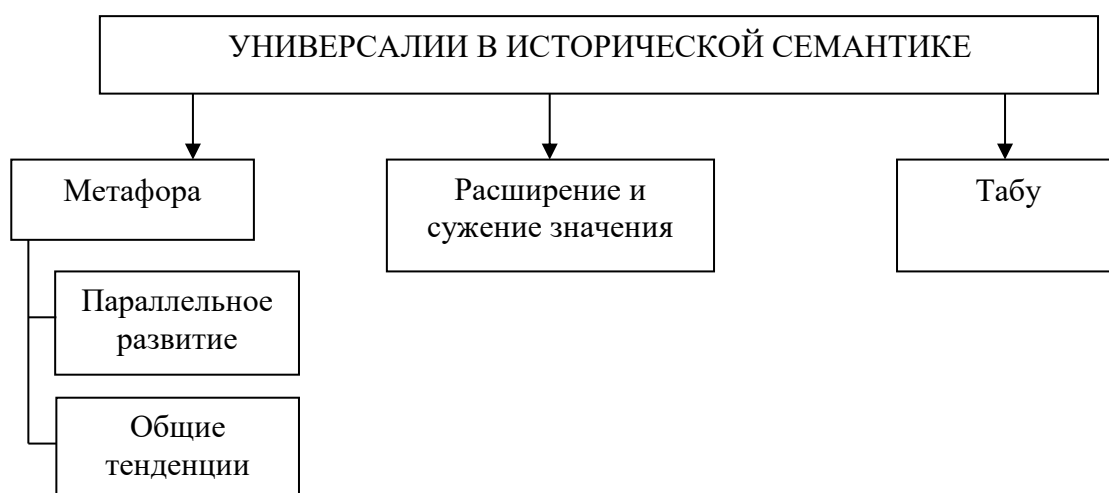 УНИВЕРСАЛИИ В ИСТОРИЧЕСКОЙ СЕМАНТИКЕ
Метафора
Расширение и
сужение значения
Табу
Параллельное
развитие
Общие
тенденции